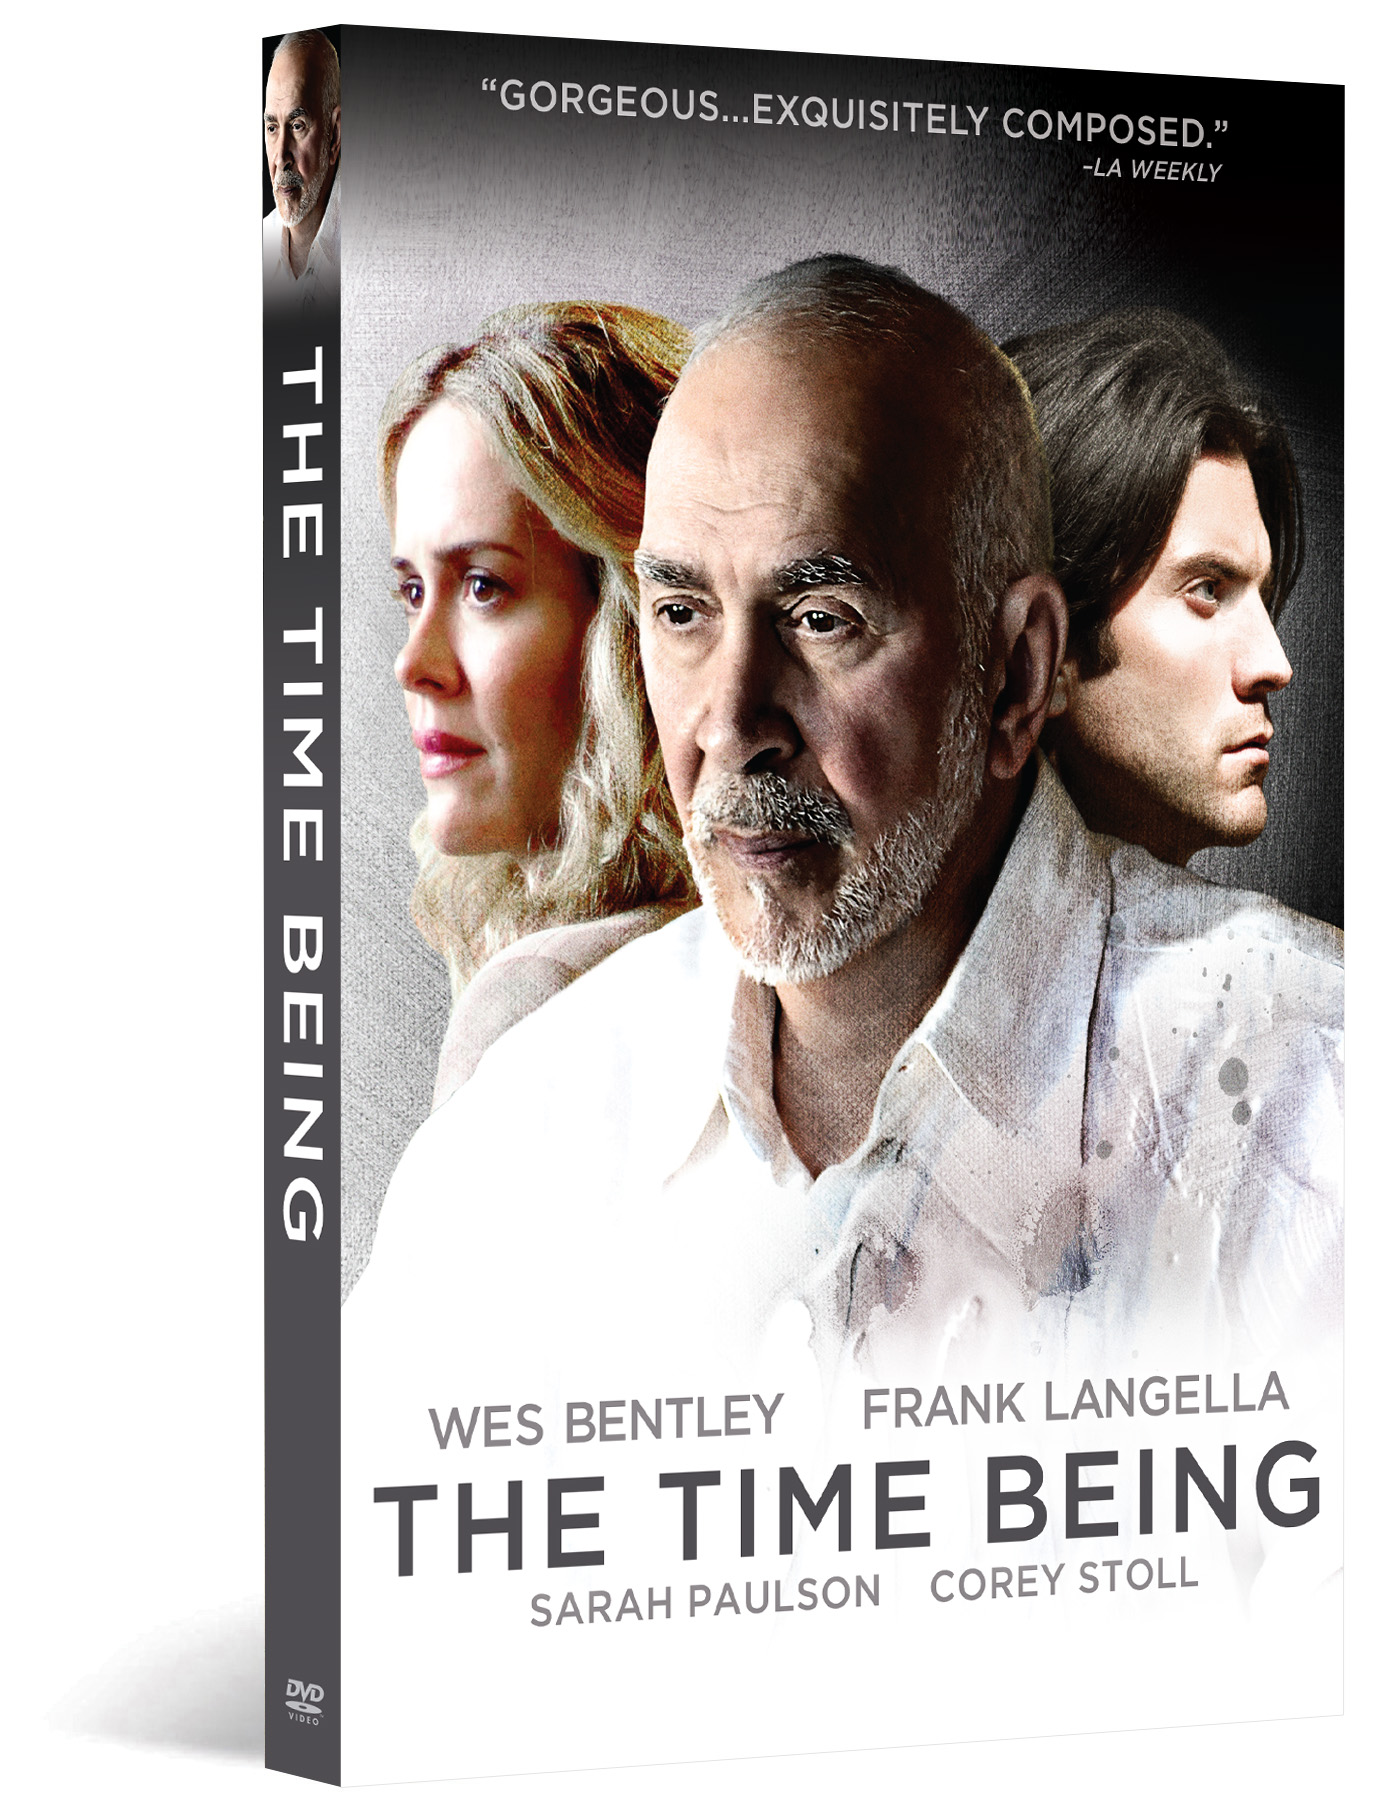 “GORGEOUS...EXQUISITELY COMPOSED.”
-LA WEEKLY
THE TIME BEING
WES BENTLEY FRANK LANGELLA
THE TIME BEING
SARAH PAULSON COREY STOLL
DVD
VIDEO